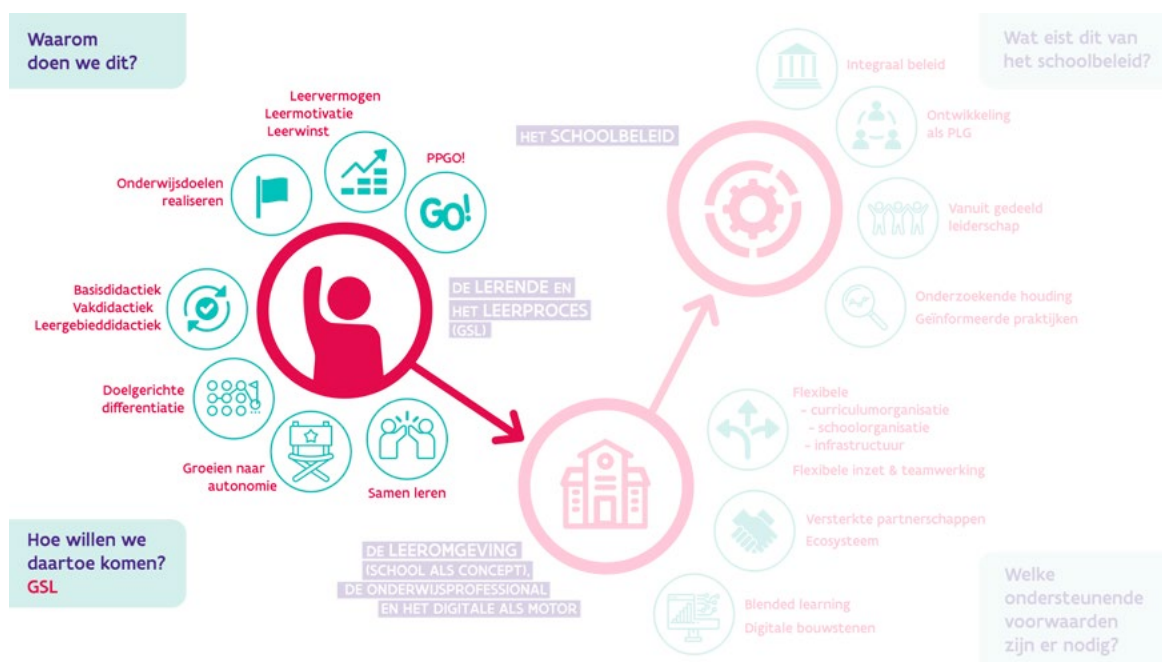 Waarom
doen we dit?
Leervermogen
Leermotivatie
Leerwinst
PPGO!
GO!
Onderwijsdoelen
realiseren
Basisdidactiek
Vakdidactiek
Leergebieddidactiek
Doelgerichte
differentiatie
Groeien naar
autonomie
Samen leren
DE LERENDE EN
HET LEERPROCES
(GSL)
Hoe willen we
daartoe komen?
GSL
HET SCHOOLBELEID
Wat eist dit van
het schoolbeleid?
Integraal beleid
Ontwikkeling
als PLG
Vanuit gedeeld
leiderschap
Onderzoekende houding
Geïnformeerde praktijken
DE LEEROMGEVING
(SCHOOL ALS CONCEPT),
DE ONDERWIJSPROFESSIONAL
EN HET DIGITALE ALS MOTOR
Flexibele
- curriculumorganisatie
- schoolorganisatie
- infrastructuur
Flexibele inzet & teamwerking
Versterkte partnerschappen
Ecosysteem
Blended learning
Digitale bouwstenen
Welke
ondersteunende
voorwaarden
zijn er nodig?